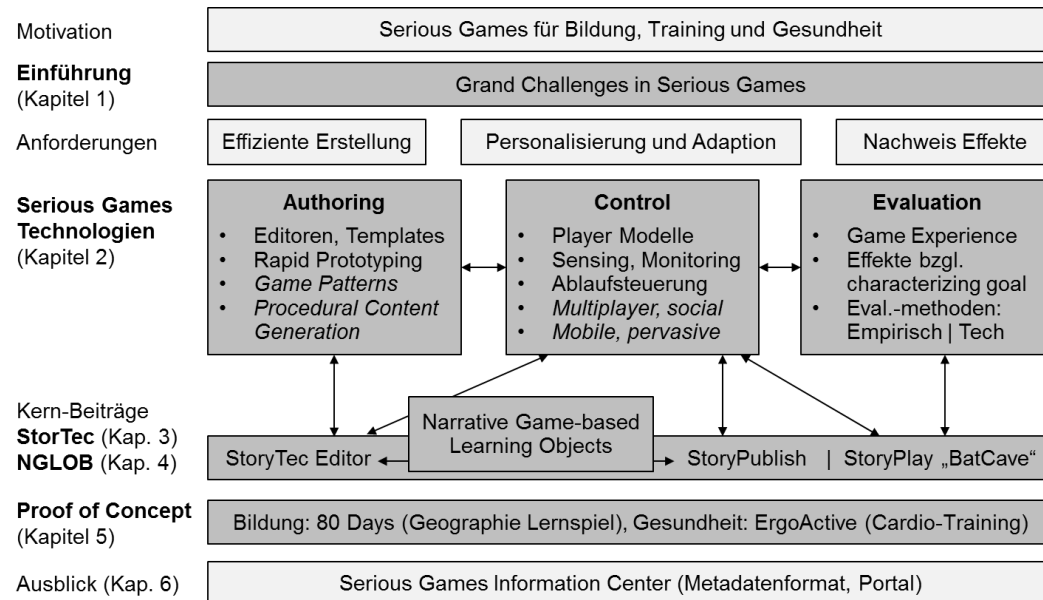 Motivation
Serious Games für Bildung, Training und Gesundheit
Einführung
(Kapitel 1)
Grand Challenges in Serious Games
Anforderungen
Effiziente Erstellung
Personalisierung und Adaption
Nachweis Effekte
Serious Games
Technologien
(Kapitel 2)
Authoring
• Editoren, Templates
• Rapid Prototyping
• Game Patterns
• Procedural Content
Generation
Control
• Player Modelle
• Sensing, Monitoring
• Ablaufsteuerung
• Multiplayer, social
• Mobile, pervasive
Evaluation
• Game Experience
• Effekte bzgl.
characterizing goal
• Eval.-methoden:
Empirisch | Tech
Kern-Beiträge
StorTec (Kap. 3)
NGLOB (Kap. 4)
Narrative Game-based
Learning Objects
StoryTec Editor
StoryPublish | StoryPlay „BatCave“
Proof of Concept
(Kapitel 5)
Bildung: 80 Days (Geographie Lernspiel), Gesundheit: ErgoActive (Cardio-Training)
Ausblick (Kap. 6)
Serious Games Information Center (Metadatenformat, Portal)